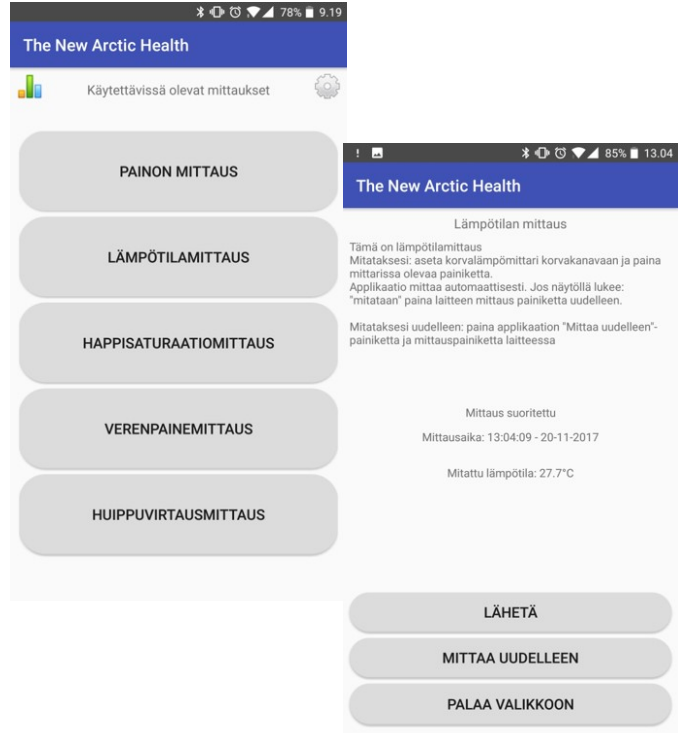 78% 9.19
The New Arctic Health
Käytettävissä olevat mittaukset
PAINON MITTAUS
LÄMPÖTILAMITTAUS
HAPPISATURAATIOMITTAUS
VERENPAINEMITTAUS
HUIPPUVIRTAUSMITTAUS
! 85% 13.04
The New Arctic Health
Lämpötilan mittaus
Tämä on lämpötilamittaus
Mitataksesi: aseta korvalämpömittari korvakanavaan ja paina
mittarissa olevaa painiketta.
Applikaatio mittaa automaattisesti. Jos näytöllä lukee:
"mitataan" paina laitteen mittaus painiketta uudelleen.
Mitataksesi uudelleen: paina applikaation "Mittaa uudelleen"-
painiketta ja mittauspainiketta laitteessa
Mittaus suoritettu
Mittausaika: 13:04:09 - 20-11-2017
Mitattu lämpötila: 27.7°C
LÄHETÄ
MITTAA UUDELLEEN
PALAA VALIKKOON